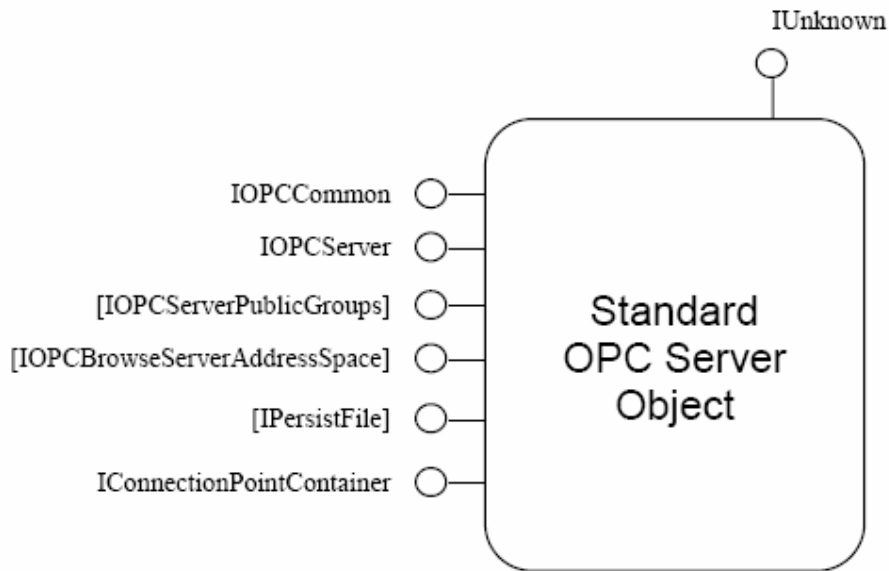 IUnknown
IOPCCommon
IOPCServer
[IOPCServerPublicGroups]
[IOPCBrowseServerAddressSpace]
[IPersistFile]
IConnectionPointContainer
Standard
OPC Server
Object